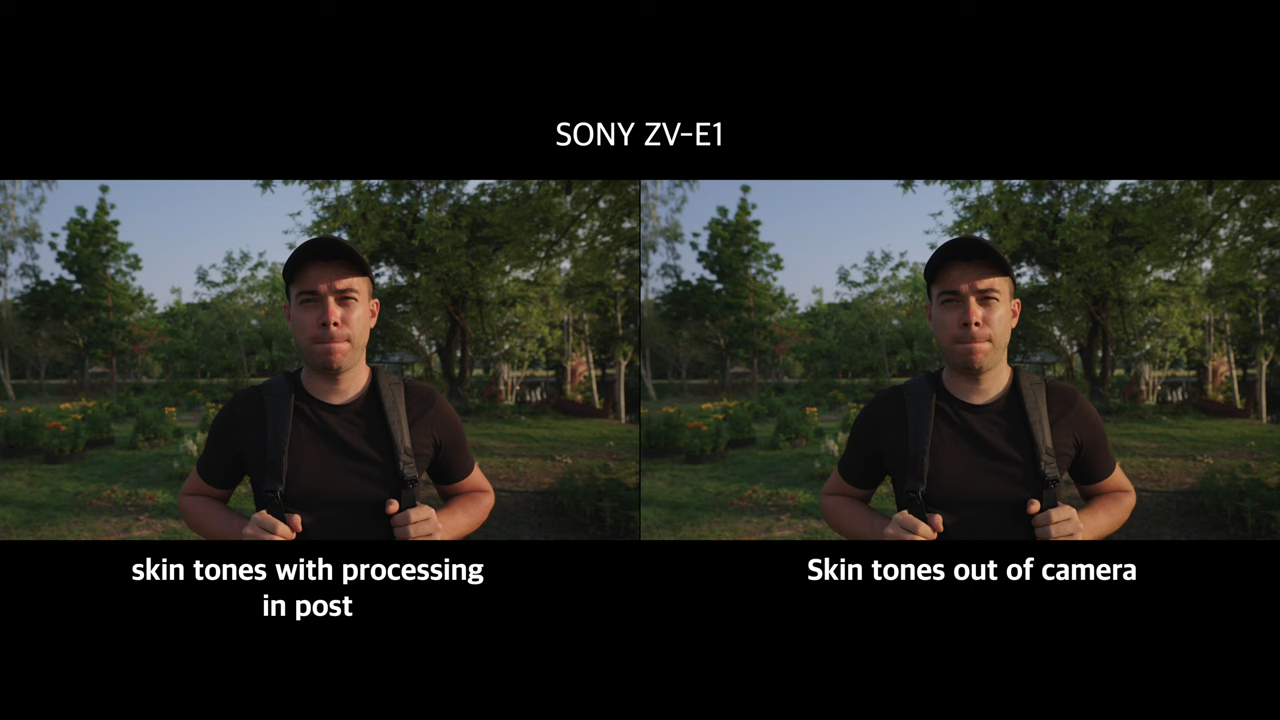 SONY ZV-E1
skin tones with processing
in post
Skin tones out of camera